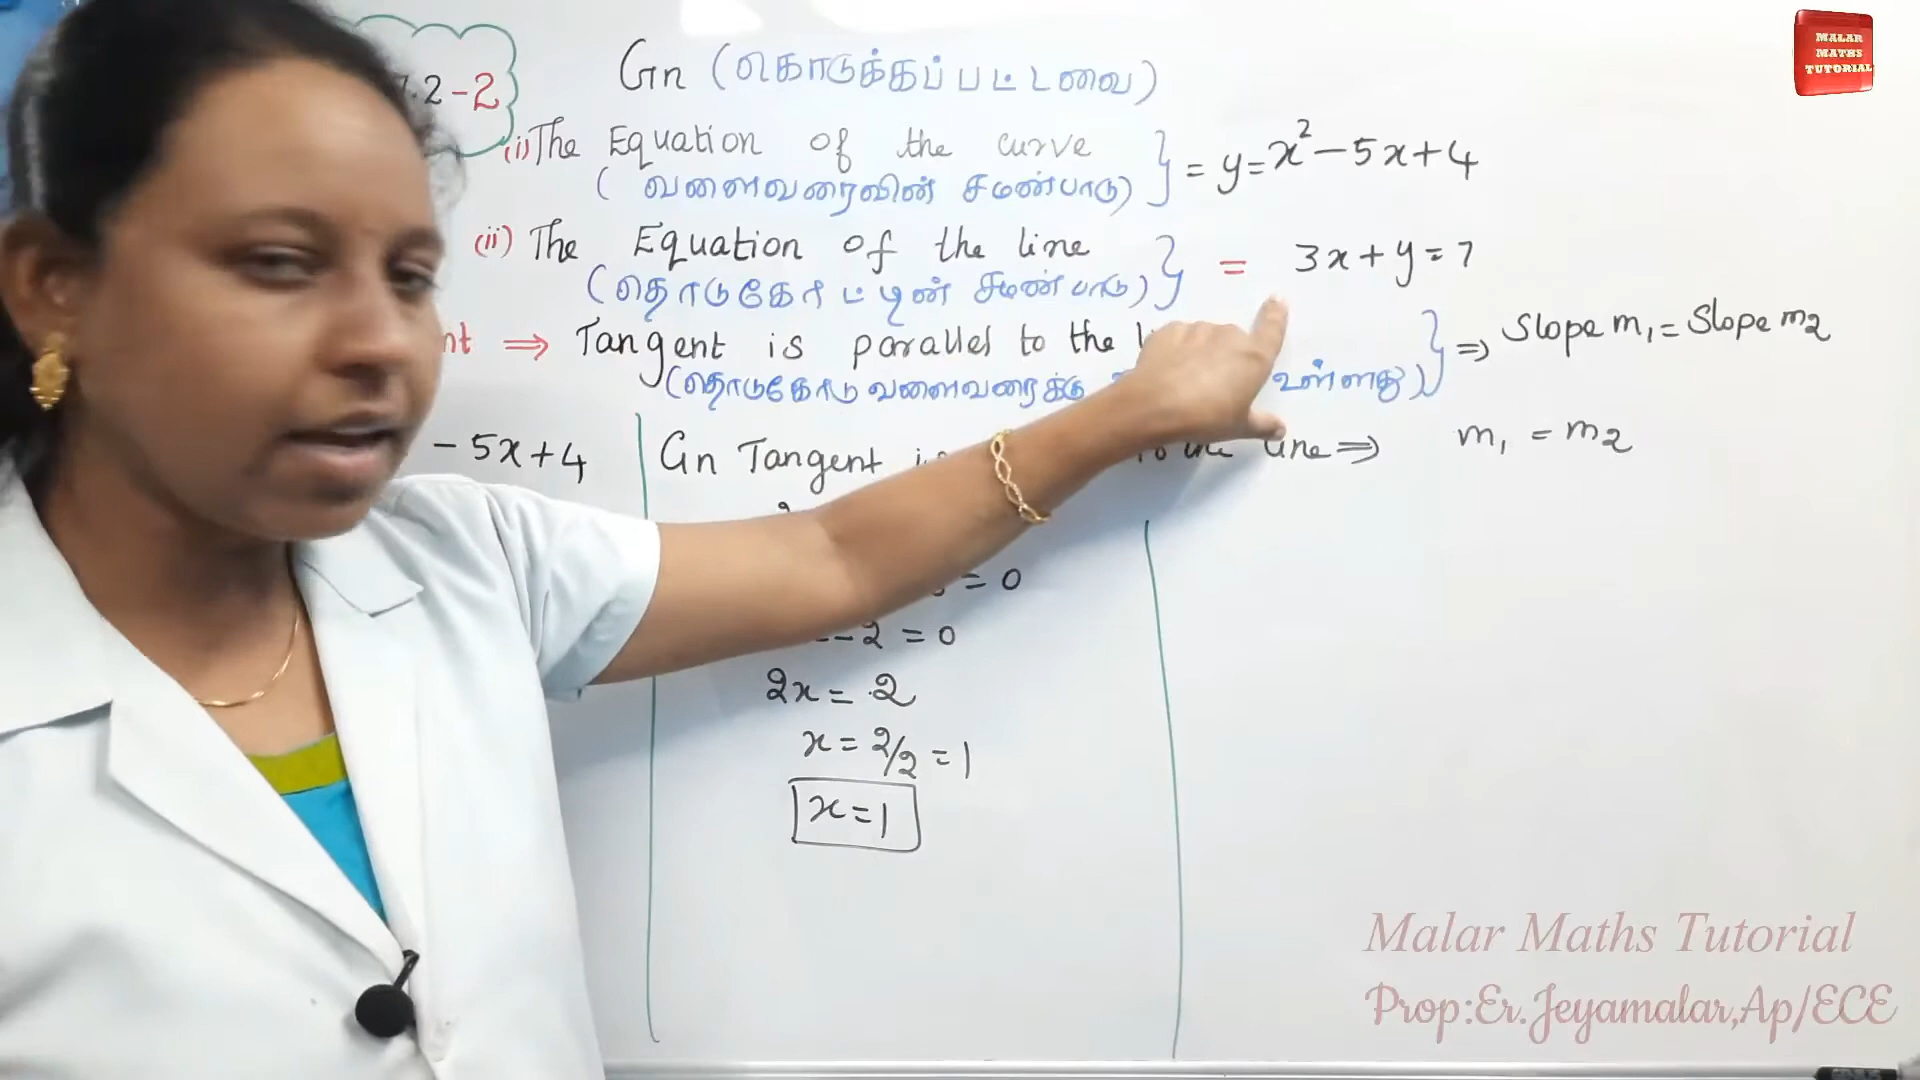 MALAR
MATHS
TUTORIAL
7.2-2
Gn (கொடுக்கப்பட்டவை)
(i) The Equation of the curve } = y = x² - 5x + 4
(வளைவரைவின் சமன்பாடு)
(ii) The Equation of the line } = 3x + y = 7
(தொடுகோட்டின் சமன்பாடு)
⇒ Tangent is parallel to the } ⇒ Slope m₁ = Slope m₂
(தொடுகோடு வளைவரைக்கு உள்ளது)
- 5x + 4
Gn Tangent line ⇒ m₁ = m₂
= 0
- 2 = 0
2x = 2
x = 2/2 = 1
x = 1
Malar Maths Tutorial
Prop:Er.Jeyamalar,Ap/ECE